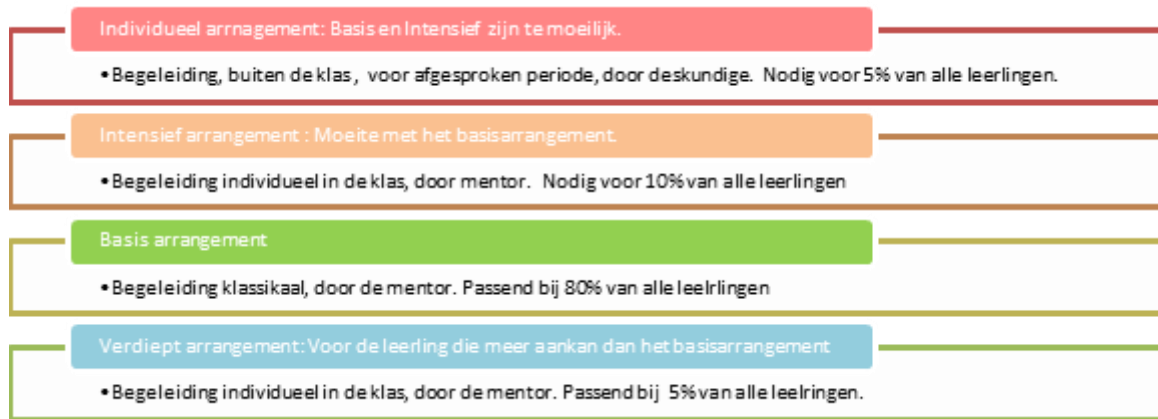 Individueel arrnagement: Basis en Intensief zijn te moeilijk.
•Begeleiding, buiten de klas, voor afgesproken periode, door deskundige. Nodig voor 5% van alle leerlingen.
Intensief arrangement : Moeite met het basisarrangement.
•Begeleiding individueel in de klas, door mentor. Nodig voor 10% van alle leerlingen
Basis arrangement
•Begeleiding klassikaal, door de mentor. Passend bij 80% van alle leelrlingen
Verdiept arrangement: Voor de leerling die meer aankan dan het basisarrangement
•Begeleiding individueel in de klas, door de mentor. Passend bij 5% van alle leelringen.